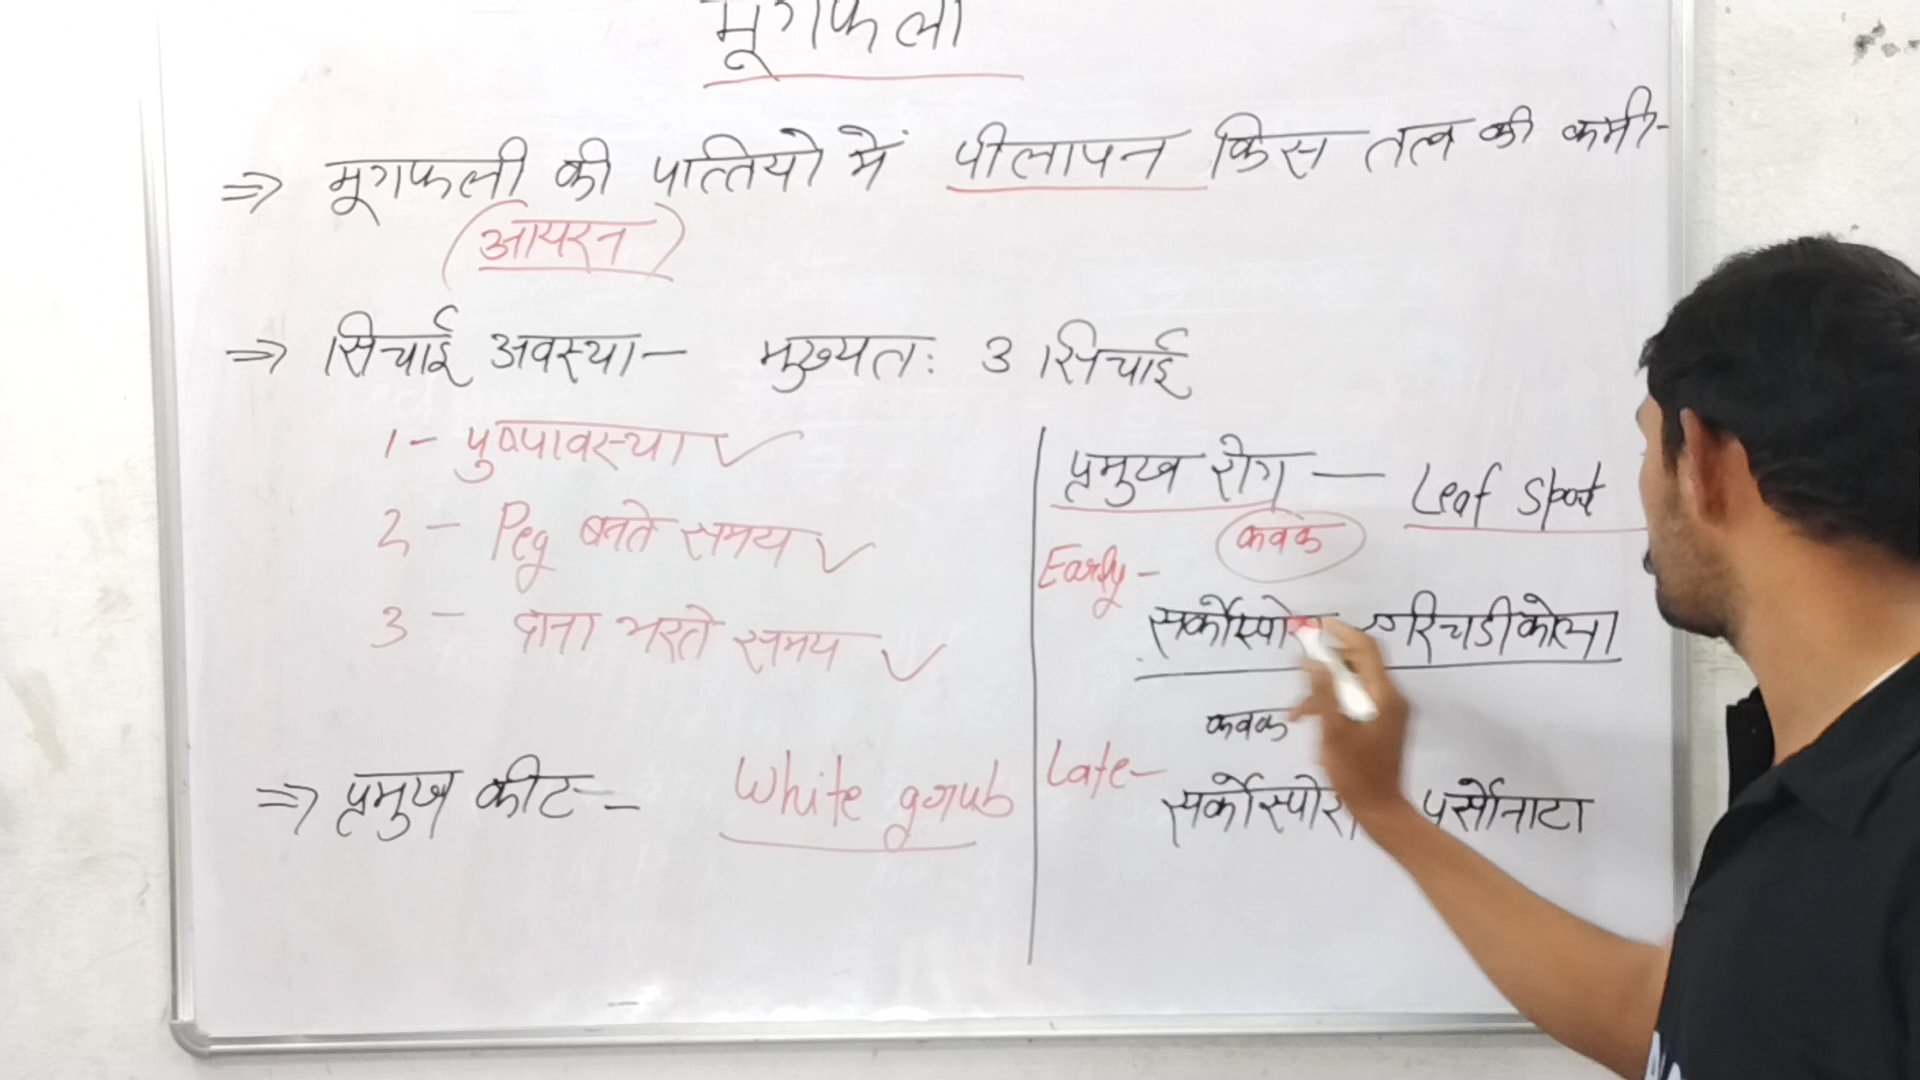 मूगफली
⇒ मूगफली की पत्तियो में पीलापन किस तत्व की कमी-
(आयरन)
⇒ सिचाई अवस्था - मुख्यत: 3 सिचाई
1 - पुष्पावस्था ✓
2 - Peg बनते समय ✓
3 - दाना भरते समय ✓
⇒ प्रमुख कीट - White grub
प्रमुख रोग - Leaf Spot
कवक
Early -
सर्कोस्पोरा एरिचडीकोला
कवक
Late -
सर्कोस्पोरा पर्सोनाटा